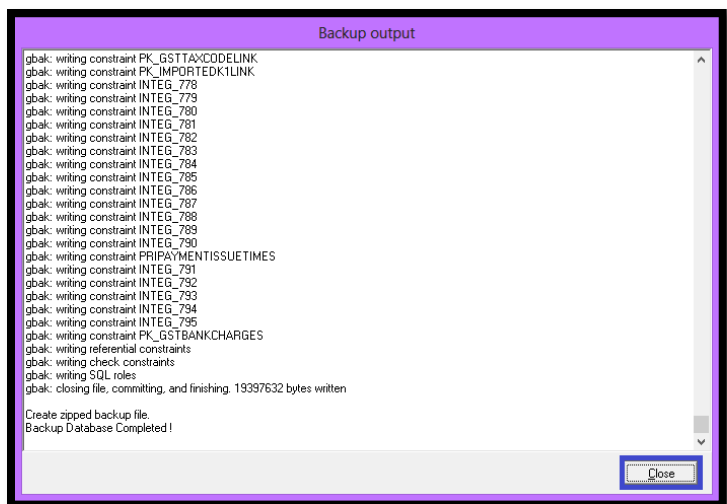 Backup output
gbak: writing constraint PK_GSTTAXCODELINK
gbak: writing constraint PK_IMPORTEDK1LINK
gbak: writing constraint INTEG_778
gbak: writing constraint INTEG_779
gbak: writing constraint INTEG_780
gbak: writing constraint INTEG_781
gbak: writing constraint INTEG_782
gbak: writing constraint INTEG_783
gbak: writing constraint INTEG_784
gbak: writing constraint INTEG_785
gbak: writing constraint INTEG_786
gbak: writing constraint INTEG_787
gbak: writing constraint INTEG_788
gbak: writing constraint INTEG_789
gbak: writing constraint INTEG_790
gbak: writing constraint PRIPAYMENTISSUETIMES
gbak: writing constraint INTEG_791
gbak: writing constraint INTEG_792
gbak: writing constraint INTEG_793
gbak: writing constraint INTEG_794
gbak: writing constraint INTEG_795
gbak: writing constraint PK_GSTBANKCHARGES
gbak: writing referential constraints
gbak: writing check constraints
gbak: writing SQL roles
gbak: closing file, committing, and finishing. 19397632 bytes written
Create zipped backup file.
Backup Database Completed !
Close